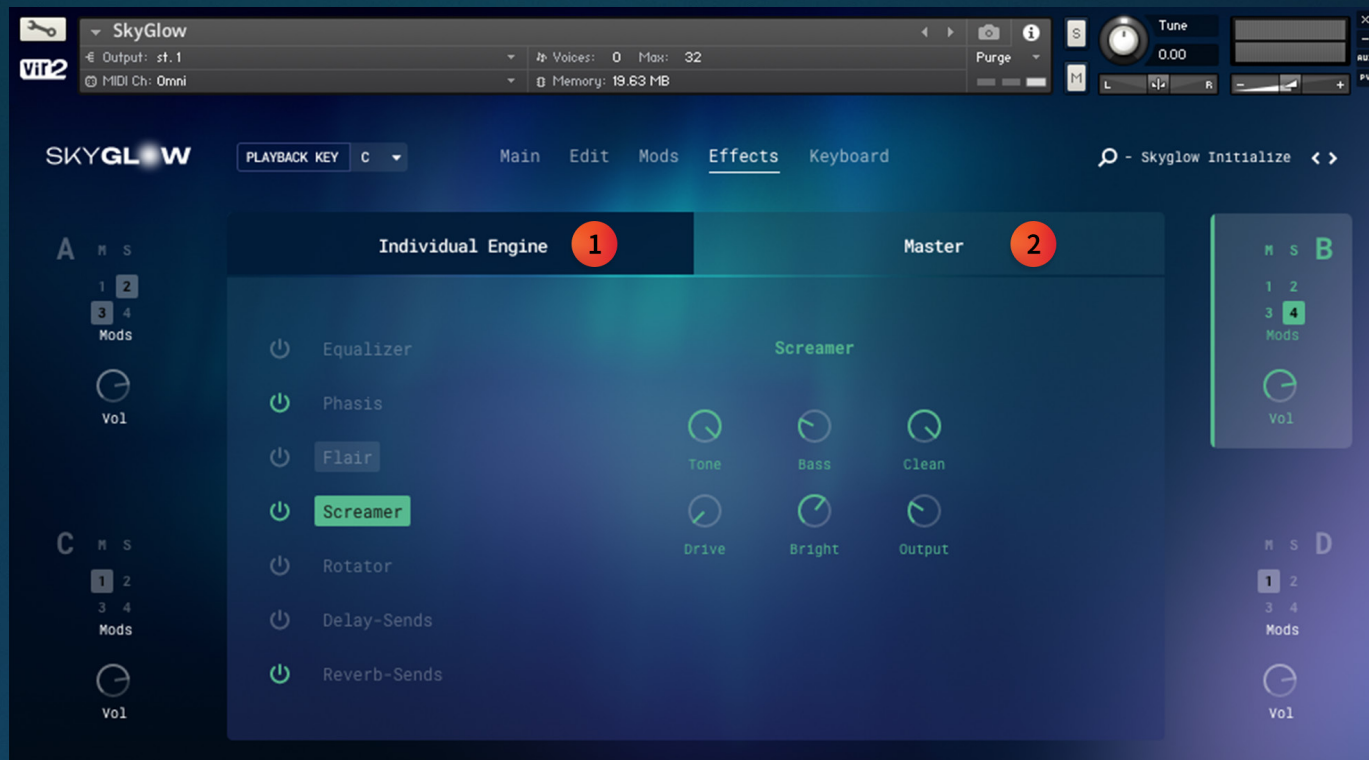 SkyGlow
S
Tune
Output: st.1
Voices: 0 Max: 32
Purge
0.00
Vir2
MIDI Ch: Omni
Memory: 19.63 MB
M
L
R
- +
SKYGLOW
PLAYBACK KEY C
Main Edit Mods Effects Keyboard
- Skyglow Initialize
Individual Engine 1
Master 2
A M S
1 2
3 4
Mods
Vol
M S B
1 2
3 4
Mods
Vol
Equalizer
Phasis
Flair
Screamer
Rotator
Delay-Sends
Reverb-Sends
Screamer
Tone Bass Clean
Drive Bright Output
C M S
1 2
3 4
Mods
Vol
M S D
1 2
3 4
Mods
Vol